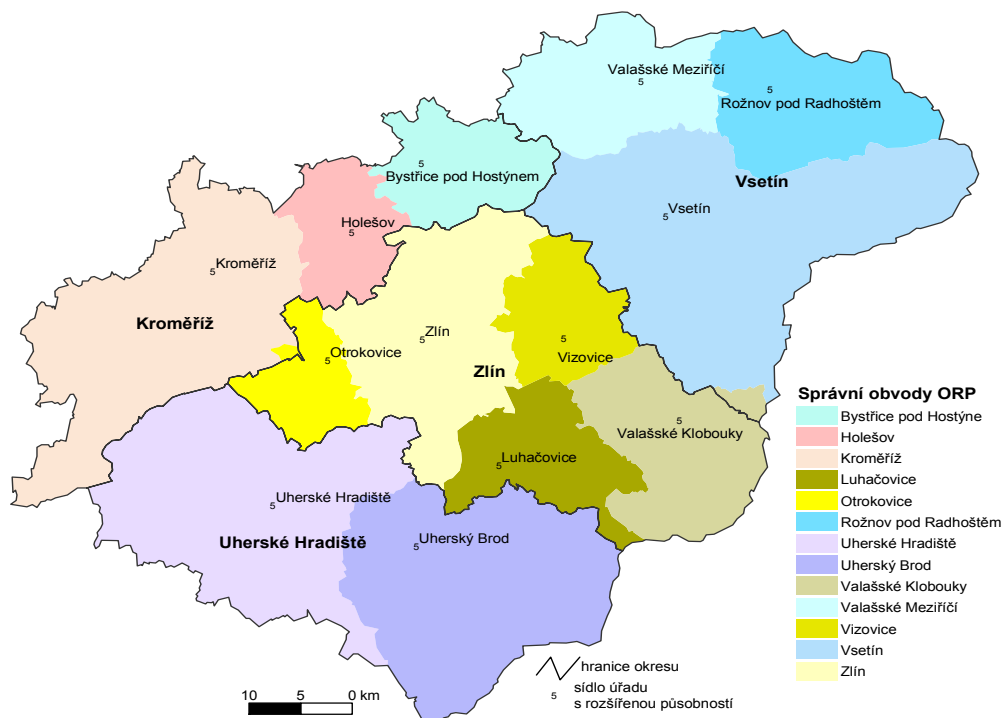 Valašské Meziříčí
5
5
Rožnov pod Radhoštěm
5
Bystřice pod Hostýnem
Vsetín
5
Vsetín
Holešov
5
Kroměříž
5
Kroměříž
5
Zlín
5
Otrokovice
5
Vizovice
Zlín
5
Valašské Klobouky
5
Luhačovice
Uherské Hradiště
5
Uherské Hradiště
5
Uherský Brod
Správní obvody ORP
Bystřice pod Hostýne
Holešov
Kroměříž
Luhačovice
Otrokovice
Rožnov pod Radhoštěm
Uherské Hradiště
Uherský Brod
Valašské Klobouky
Valašské Meziříčí
Vizovice
Vsetín
Zlín
hranice okresu
5
sídlo úřadu
s rozšířenou působností
10 5 0 km